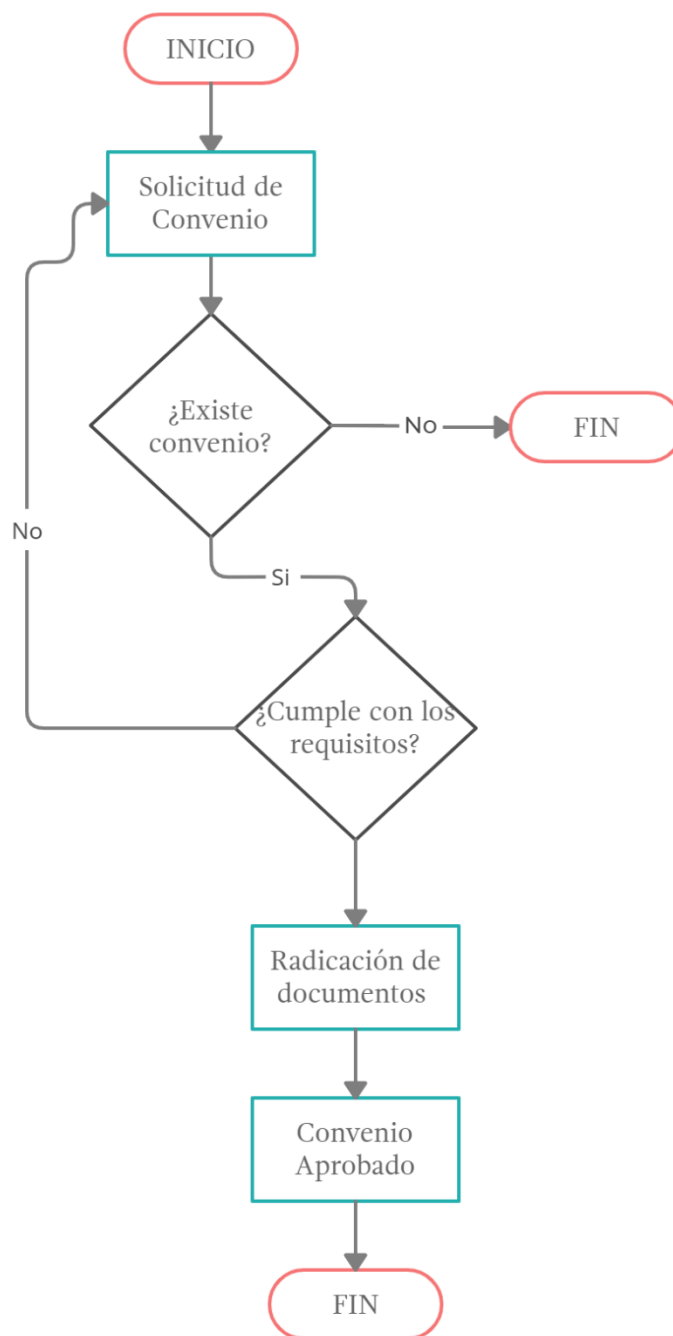 INICIO
Solicitud de
Convenio
¿Existe
convenio?
No
FIN
No
Si
¿Cumple con los
requisitos?
Radicación de
documentos
Convenio
Aprobado
FIN